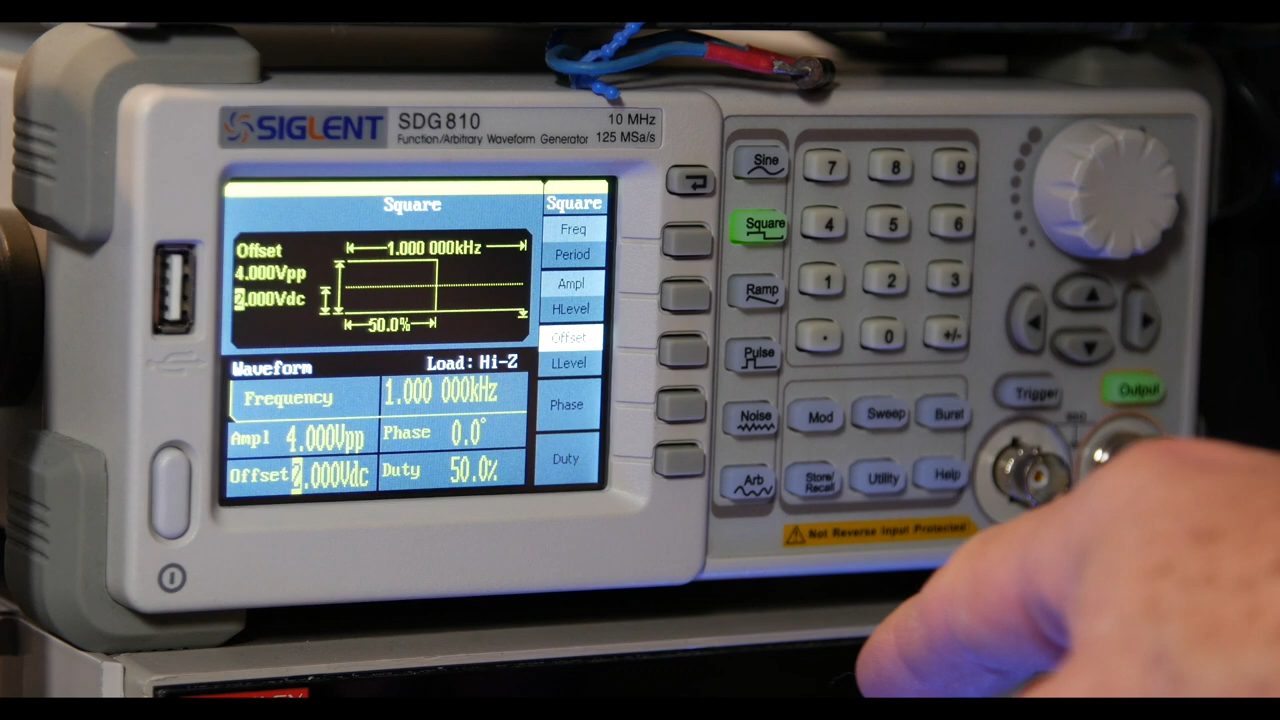 SIGLENT
SDG810
10 MHz
Function/Arbitrary Waveform Generator
125 MSa/s
Square
Offset
1.000 000kHz
4.000Vpp
2.000Vdc
50.0%
Waveform
Load: Hi-Z
Frequency
1.000 000kHz
Ampl 4.000Vpp
Phase 0.0°
Offset 2.000Vdc
Duty 50.0%
Square
Freq
Period
Ampl
HLevel
Offset
LLevel
Phase
Duty
Sine
Square
Ramp
Pulse
Noise
Arb
7 8 9
4 5 6
1 2 3
. 0 +/-
Mod Sweep Burst
Store/Recall Utility Help
Trigger
Output
50Ω
Not Reverse Input Protected!